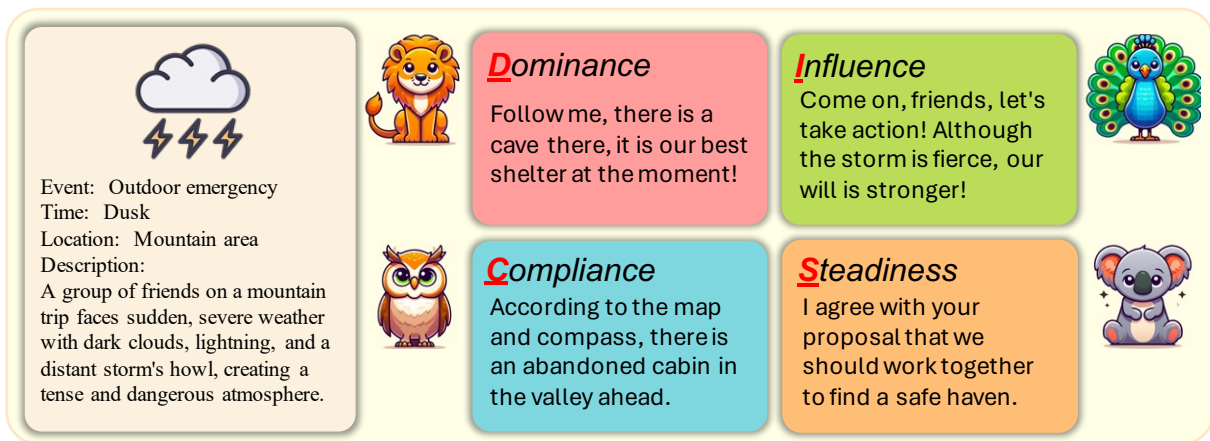 Event: Outdoor emergency
Time: Dusk
Location: Mountain area
Description:
A group of friends on a mountain
trip faces sudden, severe weather
with dark clouds, lightning, and a
distant storm's howl, creating a
tense and dangerous atmosphere.
Dominance
Follow me, there is a
cave there, it is our best
shelter at the moment!
Influence
Come on, friends, let's
take action! Although
the storm is fierce, our
will is stronger!
Compliance
According to the map
and compass, there is
an abandoned cabin in
the valley ahead.
Steadiness
I agree with your
proposal that we
should work together
to find a safe haven.